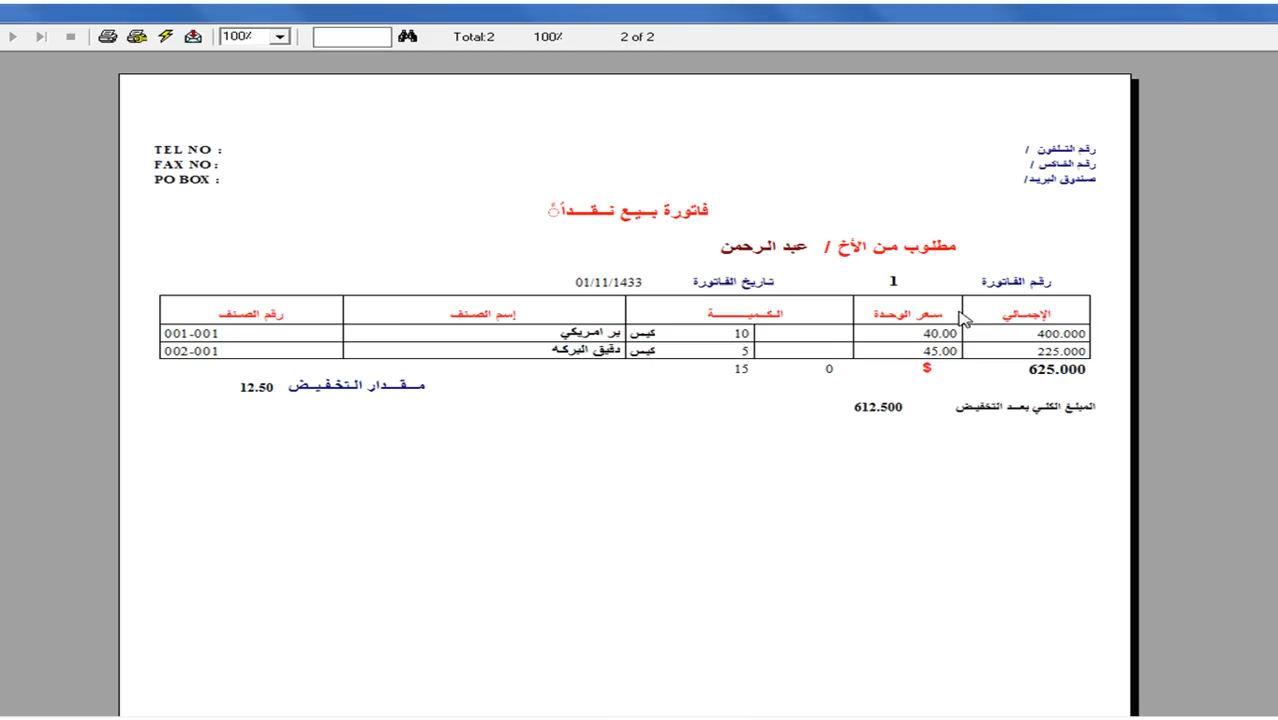 100% Total:2 100% 2 of 2
TEL NO : رقم التلفون /
FAX NO : رقم الفاكس /
PO BOX : صندوق البريد/
فاتورة بيع نقداً
مطلوب من الأخ / عبد الرحمن
رقم الفاتورة 1 تاريخ الفاتورة 01/11/1433
الإجمالي سعر الوحدة الكمية إسم الصنف رقم الصنف
400.000 40.00 10 كيس بر امريكي 001-001
225.000 45.00 5 كيس دقيق البركه 002-001
625.000 $ 0 15
مقدار التخفيض 12.50
المبلغ الكلي بعد التخفيض 612.500